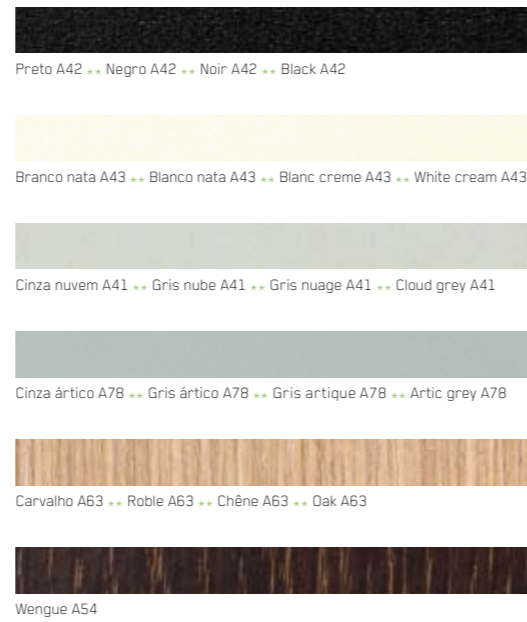 Preto A42 ** Negro A42 ** Noir A42 ** Black A42
Branco nata A43 ** Blanco nata A43 ** Blanc creme A43 ** White cream A43
Cinza nuvem A41 ** Gris nube A41 ** Gris nuage A41 ** Cloud grey A41
Cinza ártico A78 ** Gris ártico A78 ** Gris artique A78 ** Artic grey A78
Carvalho A63 ** Roble A63 ** Chêne A63 ** Oak A63
Wengue A54